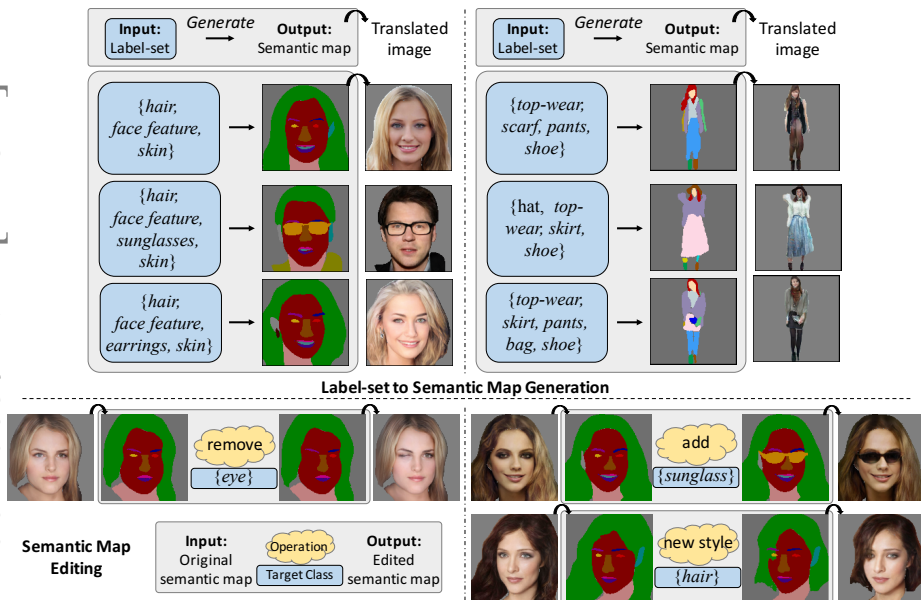 Input:
Label-set
Generate
Output:
Semantic map
Translated
image
{hair,
face feature,
skin}
{hair,
face feature,
sunglasses,
skin}
{hair,
face feature,
earrings, skin}
Input:
Label-set
Generate
Output:
Semantic map
Translated
image
{top-wear,
scarf, pants,
shoe}
{hat, top-
wear, skirt,
shoe}
{top-wear,
skirt, pants,
bag, shoe}
Label-set to Semantic Map Generation
remove
{eye}
add
{sunglass}
Semantic Map
Editing
Input:
Original
semantic map
Operation
Target Class
Output:
Edited
semantic map
new style
{hair}